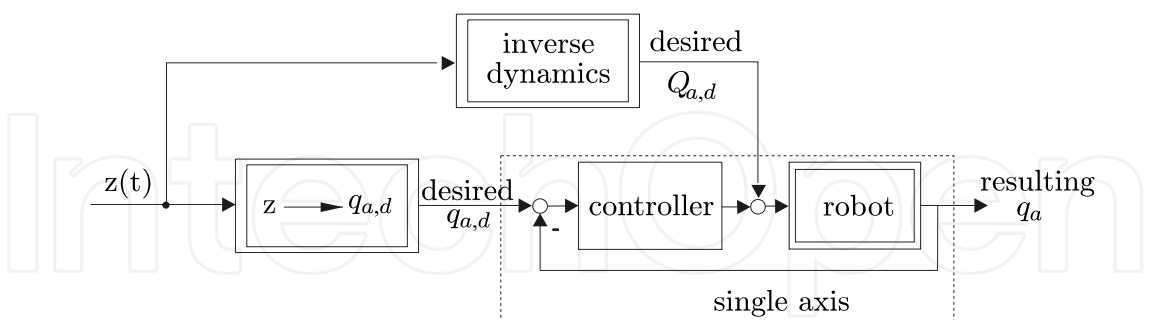 inverse
dynamics
desired
Q_{a,d}
z(t)
z → q_{a,d}
desired
q_{a,d}
-
controller
robot
resulting
q_a
single axis
IntechOpen